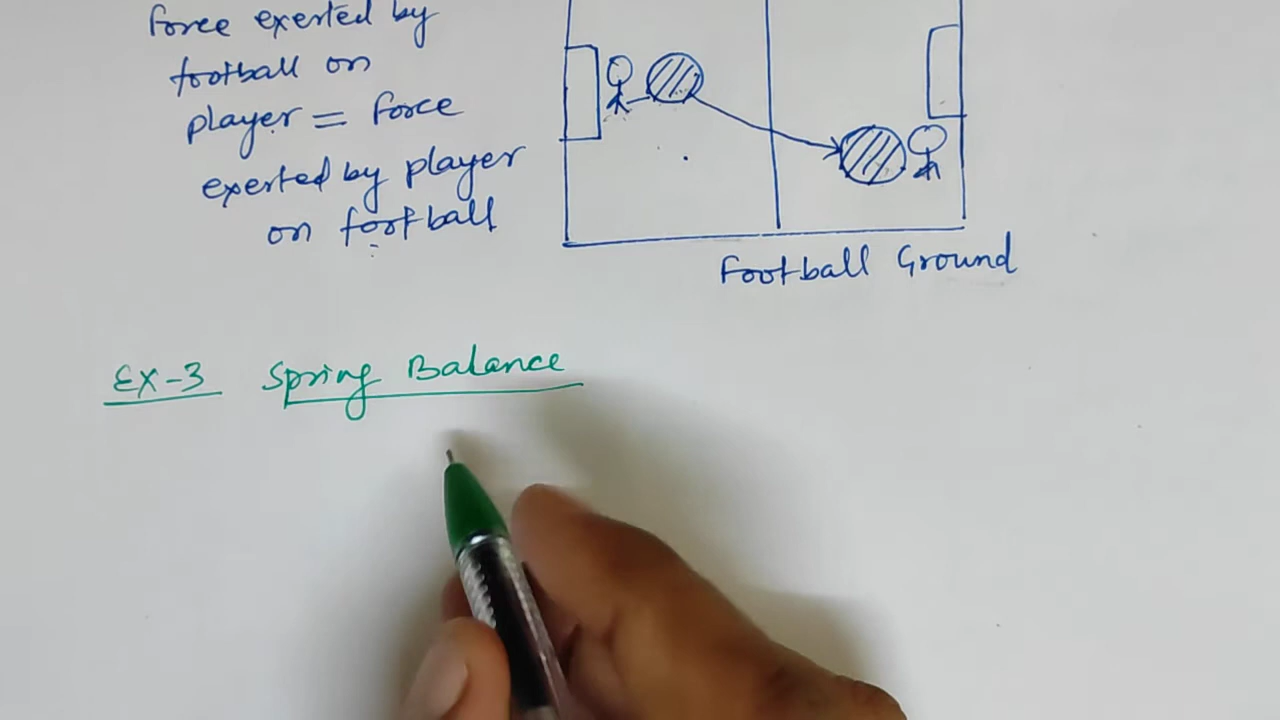 Force exerted by
football on
player = Force
exerted by player
on football
Football Ground
Ex-3 Spring Balance